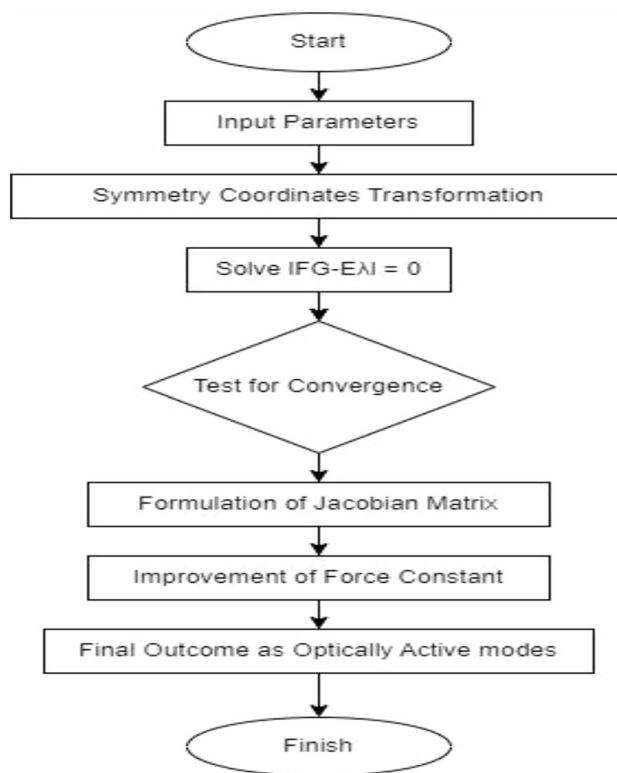 Start
Input Parameters
Symmetry Coordinates Transformation
Solve IFG-EλI = 0
Test for Convergence
Formulation of Jacobian Matrix
Improvement of Force Constant
Final Outcome as Optically Active modes
Finish